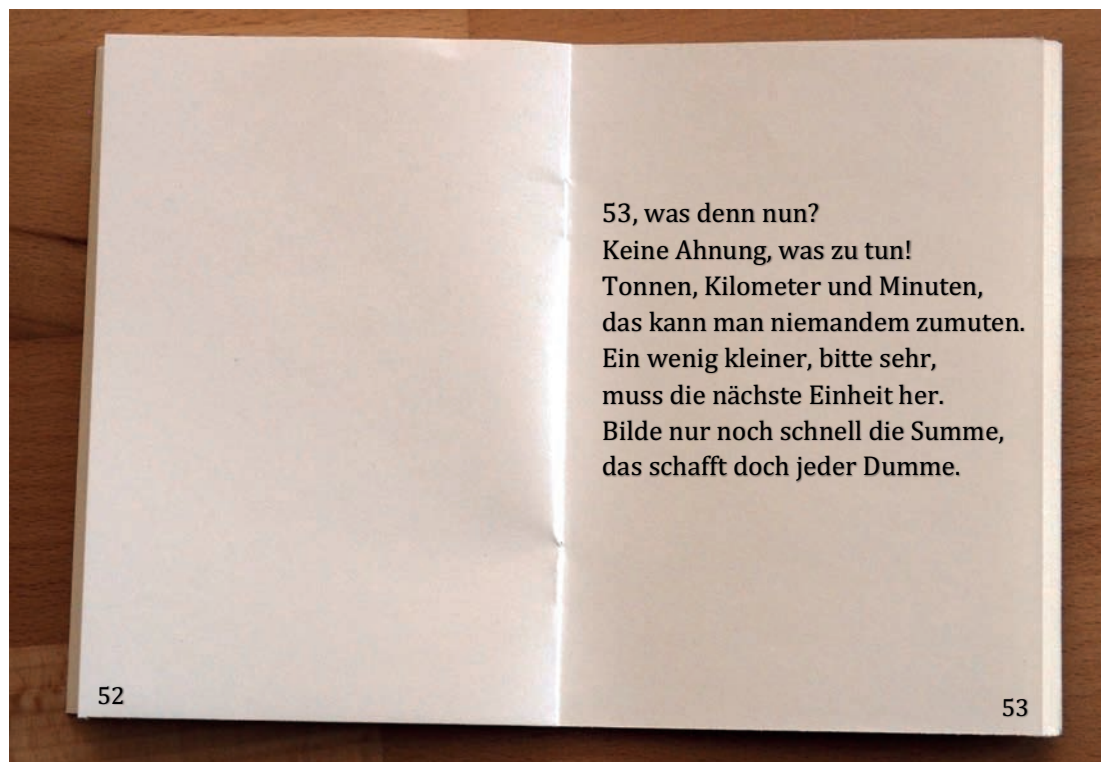 53, was denn nun?
Keine Ahnung, was zu tun!
Tonnen, Kilometer und Minuten,
das kann man niemandem zumuten.
Ein wenig kleiner, bitte sehr,
muss die nächste Einheit her.
Bilde nur noch schnell die Summe,
das schafft doch jeder Dumme.
52
53